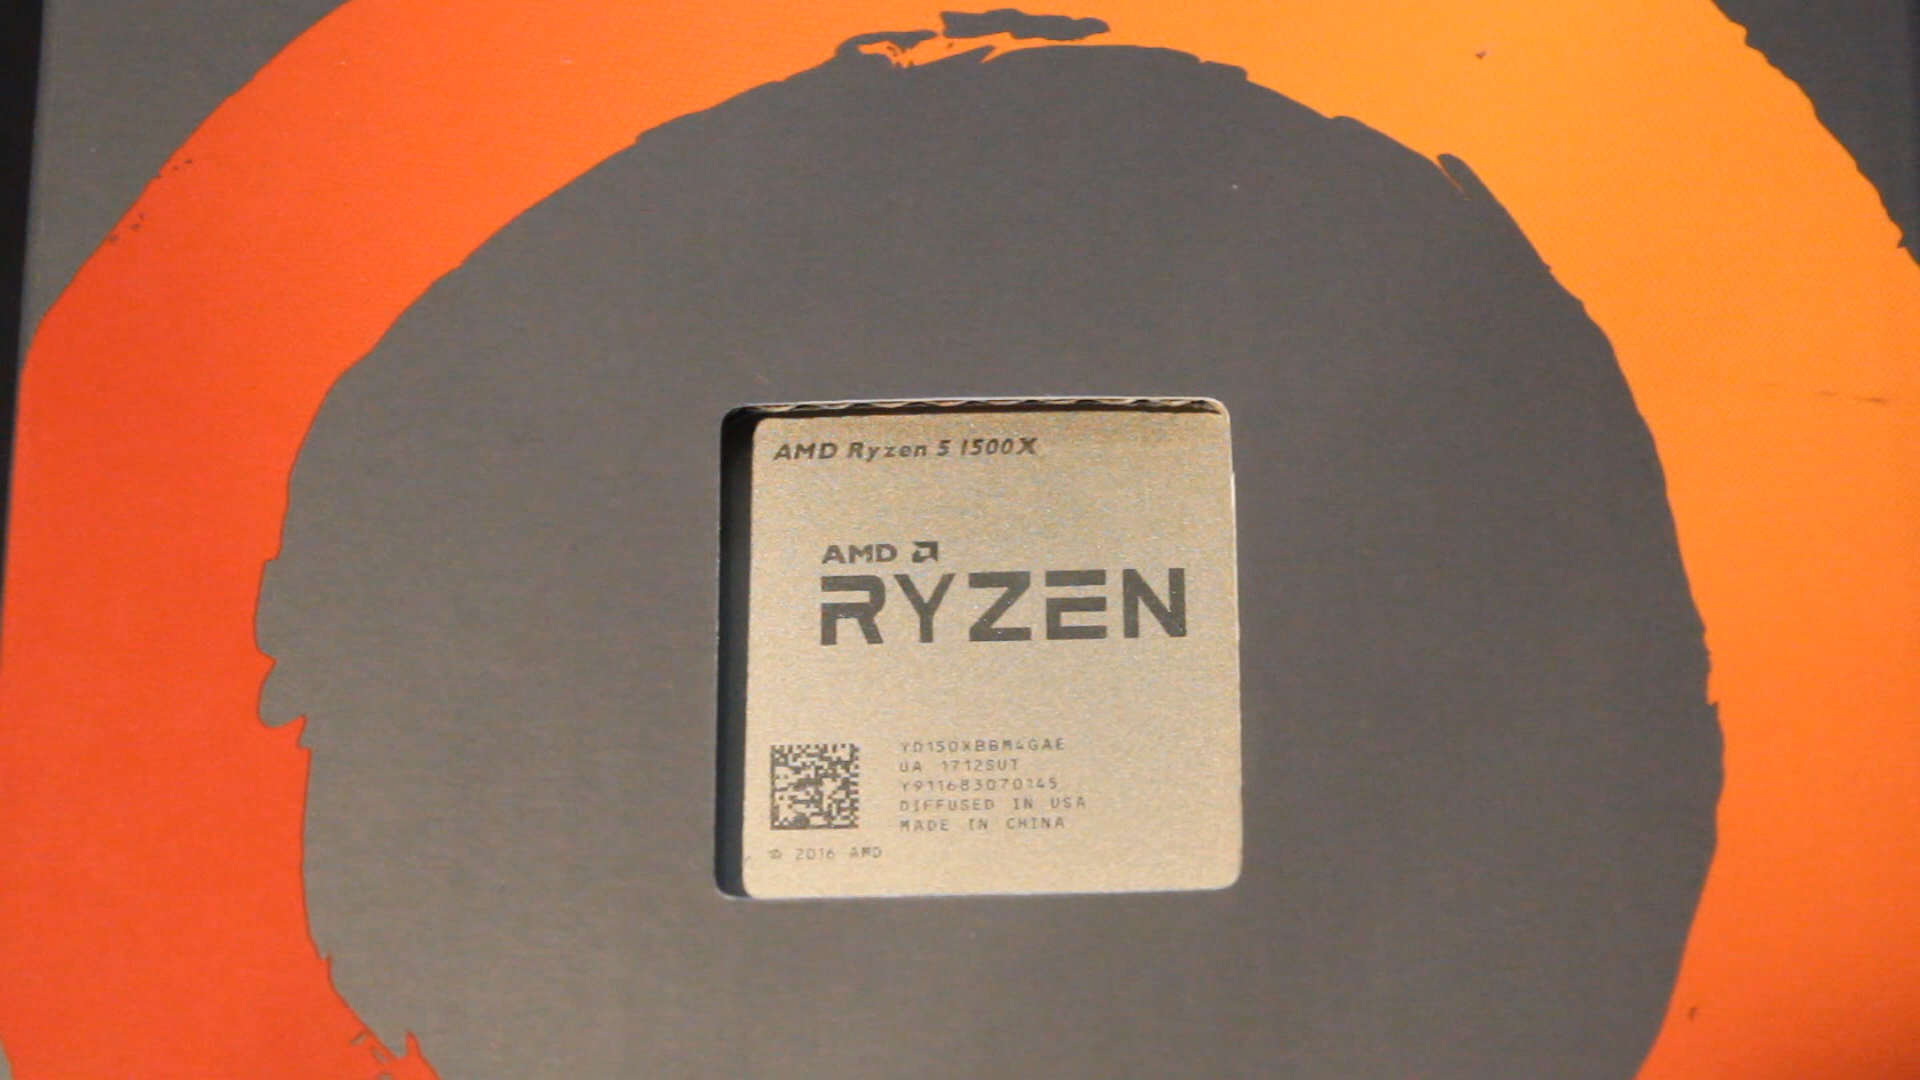 AMD Ryzen 5 1500X
AMD
RYZEN
YD150XBBM4GAE
UA 1712SUT
Y911683070145
DIFFUSED IN USA
MADE IN CHINA
© 2016 AMD